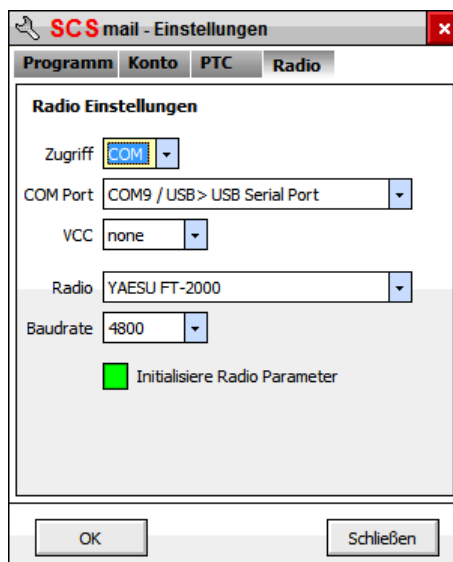 SCS mail - Einstellungen
Programm Konto PTC Radio
Radio Einstellungen
Zugriff COM
COM Port COM9 / USB> USB Serial Port
VCC none
Radio YAESU FT-2000
Baudrate 4800
Initialisiere Radio Parameter
OK Schließen